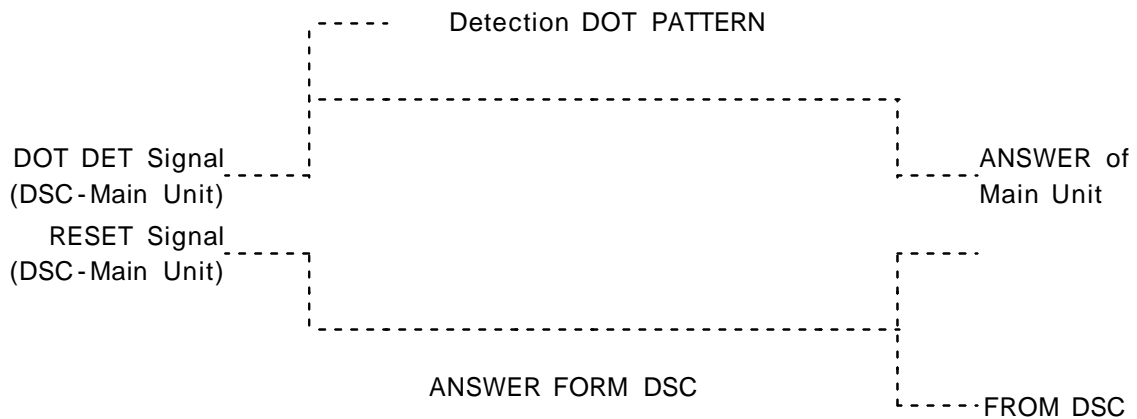 Detection DOT PATTERN
DOT DET Signal
(DSC-Main Unit)
ANSWER of
Main Unit
RESET Signal
(DSC-Main Unit)
ANSWER FORM DSC
FROM DSC